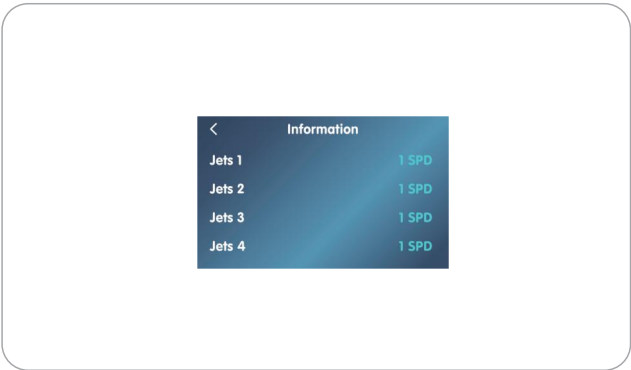 Information
Jets 1 1 SPD
Jets 2 1 SPD
Jets 3 1 SPD
Jets 4 1 SPD